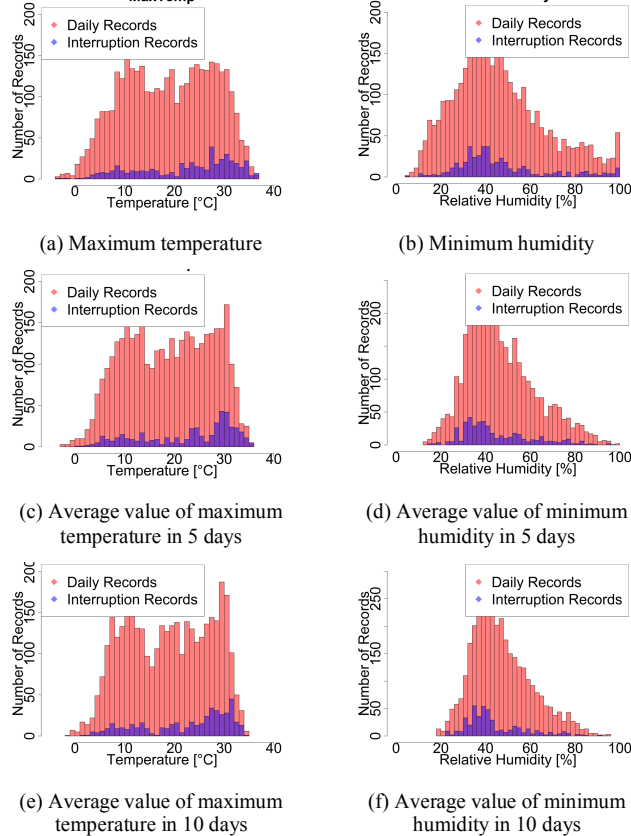 200
150
100
50
0
Number of Records
Daily Records
Interruption Records
0 10 20 30 40
Temperature [°C]
200
150
100
50
0
Number of Records
Daily Records
Interruption Records
0 20 40 60 80 100
Relative Humidity [%]
(a) Maximum temperature
(b) Minimum humidity
200
150
100
50
0
Number of Records
Daily Records
Interruption Records
0 10 20 30 40
Temperature [°C]
200
100
50
0
Number of Records
Daily Records
Interruption Records
0 20 40 60 80 100
Relative Humidity [%]
(c) Average value of maximum
temperature in 5 days
(d) Average value of minimum
humidity in 5 days
200
150
100
50
0
Number of Records
Daily Records
Interruption Records
0 10 20 30 40
Temperature [°C]
250
150
50
0
Number of Records
Daily Records
Interruption Records
0 20 40 60 80 100
Relative Humidity [%]
(e) Average value of maximum
temperature in 10 days
(f) Average value of minimum
humidity in 10 days